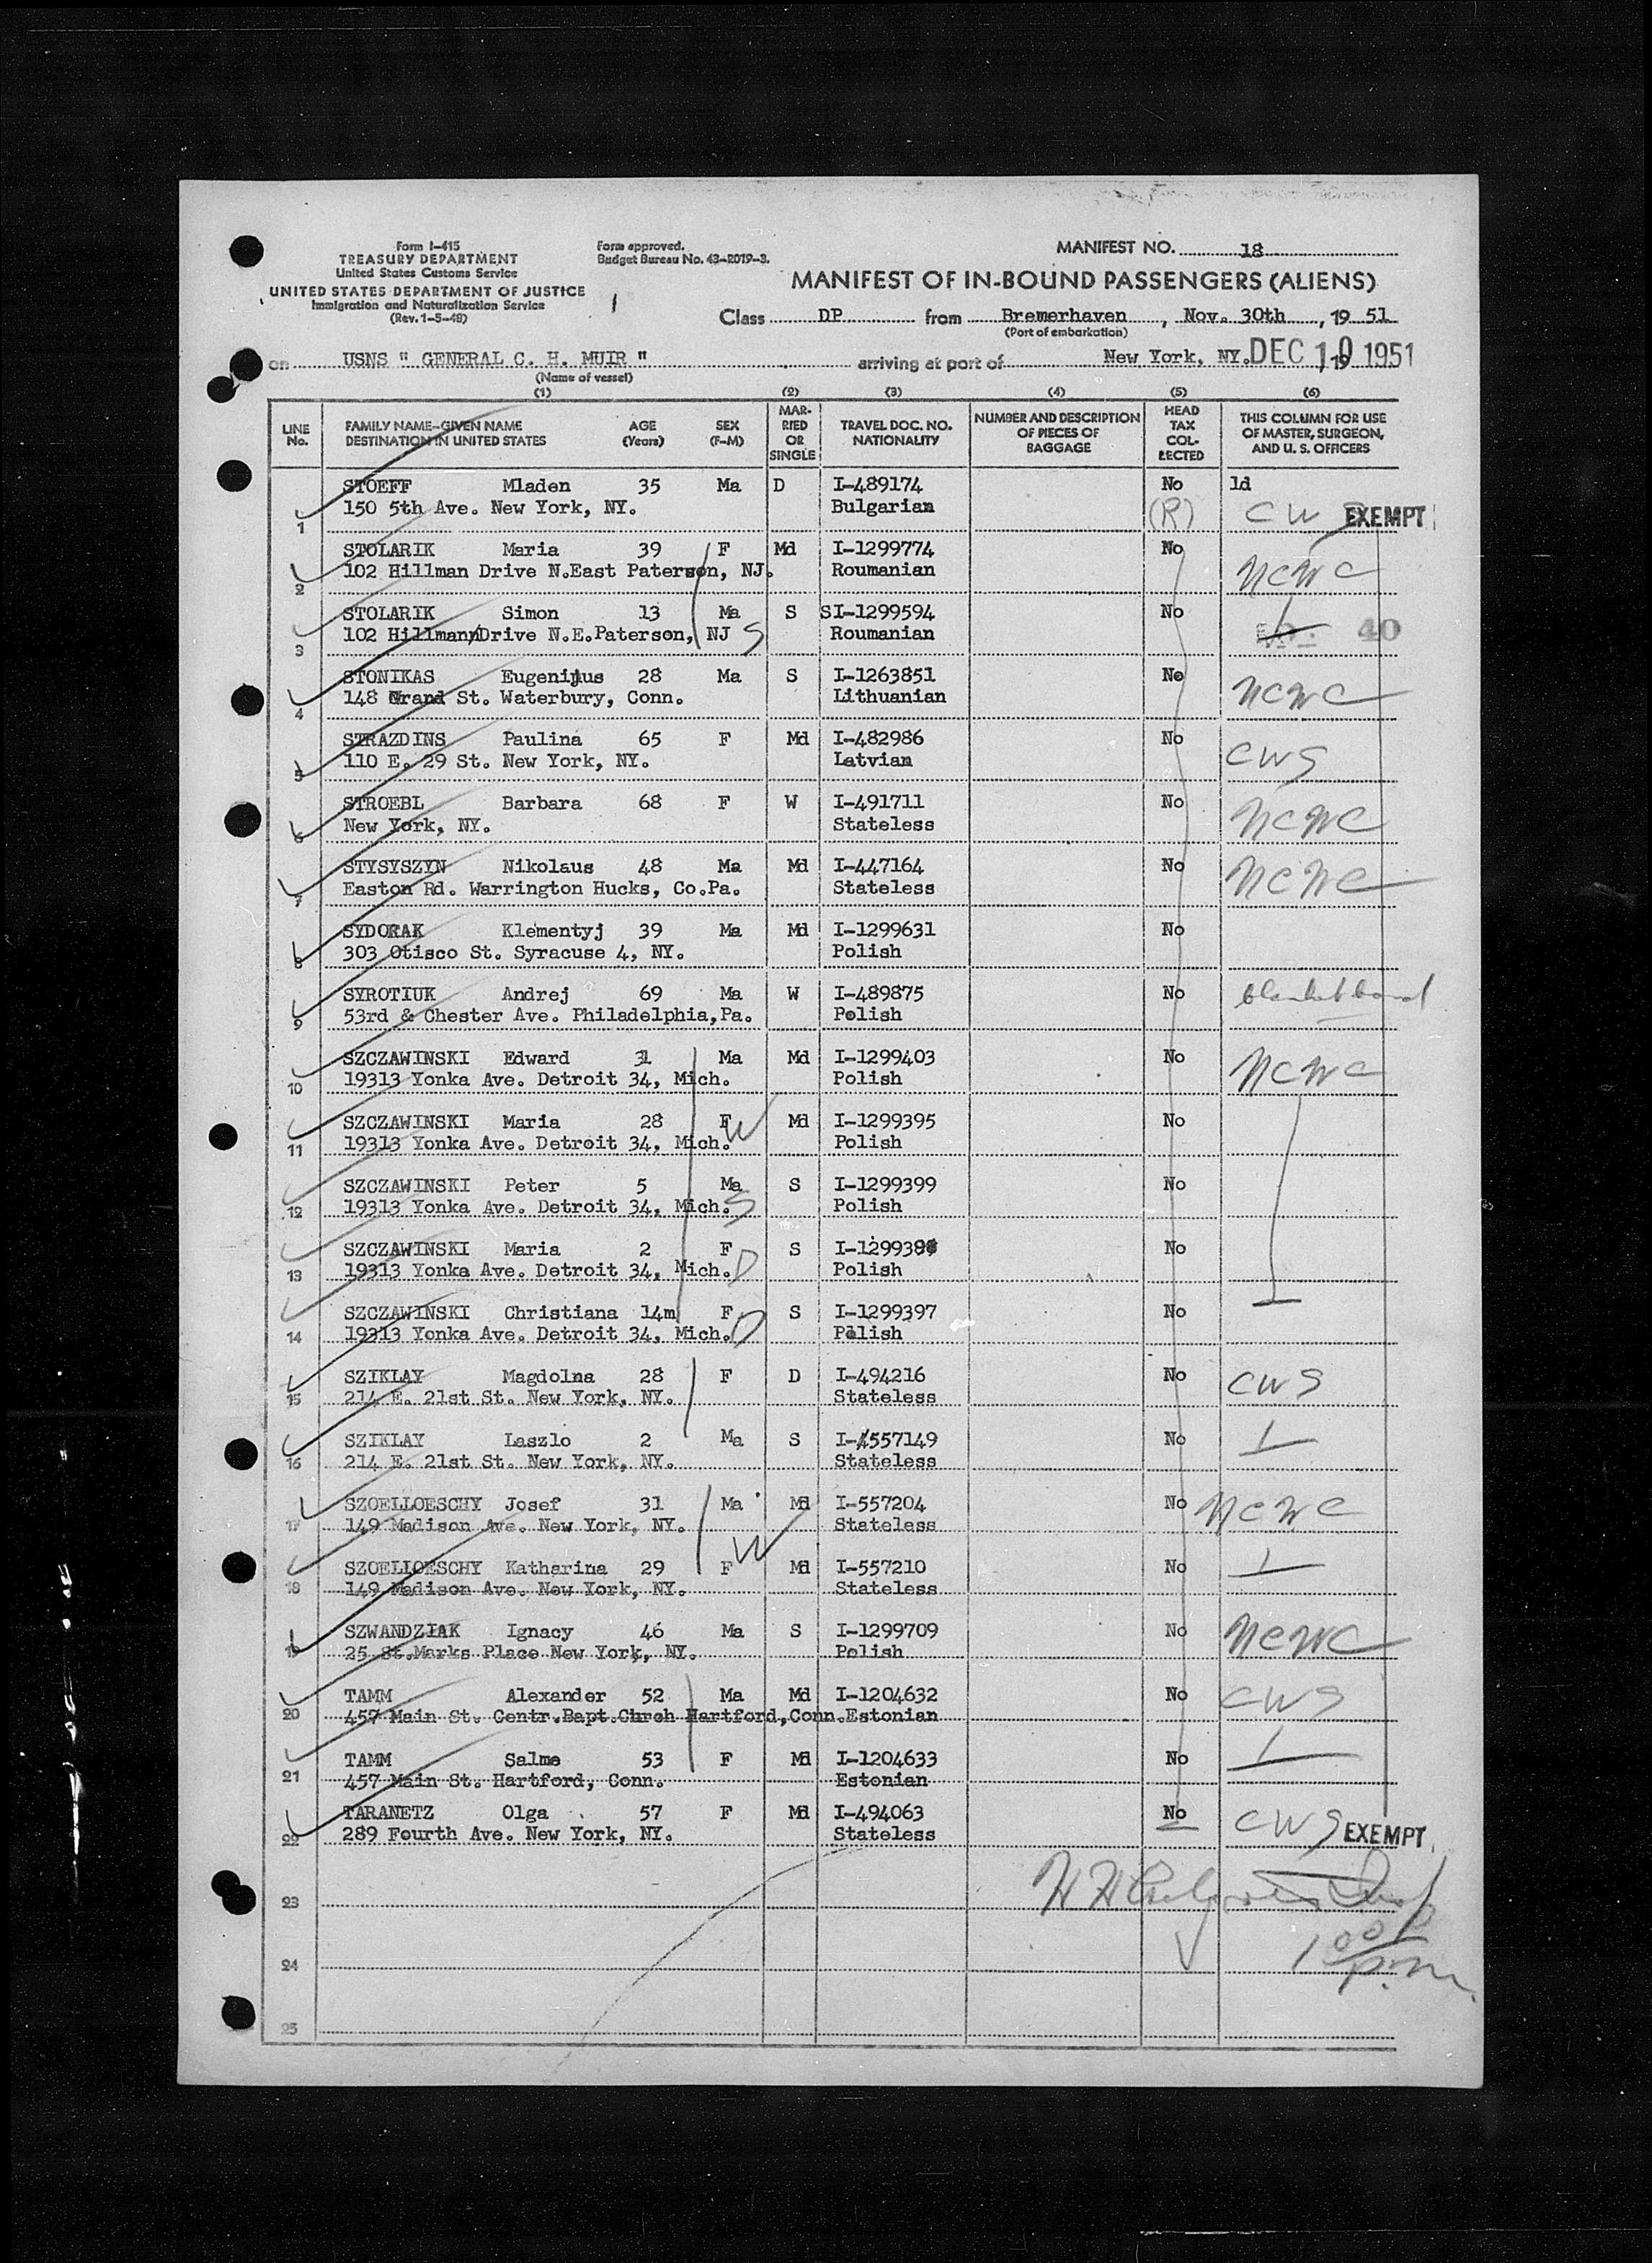 Form I-415
TREASURY DEPARTMENT
United States Customs Service
UNITED STATES DEPARTMENT OF JUSTICE
Immigration and Naturalization Service
(Rev. 1-5-48)
Form approved.
Budget Bureau No. 43-R019-3.
MANIFEST NO. 18
MANIFEST OF IN-BOUND PASSENGERS (ALIENS)
Class DP from Bremerhaven, Nov. 30th, 19 51
(Port of embarkation)
on USNS " GENERAL C. H. MUIR " arriving at port of New York, NY. DEC 10 1951
(Name of vessel)
(1) (2) (3) (4) (5) (6)
LINE No. FAMILY NAME-GIVEN NAME DESTINATION IN UNITED STATES AGE (Years) SEX (F-M) MARRIED OR SINGLE TRAVEL DOC. NO. NATIONALITY NUMBER AND DESCRIPTION OF PIECES OF BAGGAGE HEAD TAX COLLECTED THIS COLUMN FOR USE OF MASTER, SURGEON, AND U. S. OFFICERS
STOEFF Mladen 35 Ma D I-489174 No 1d
1 150 5th Ave. New York, NY. Bulgarian (R) CWS EXEMPT
STOLARIK Maria 39 F Md I-1299774 No
2 102 Hillman Drive N.East Paterson, NJ. Roumanian NCWC
STOLARIK Simon 13 Ma S SI-1299594 No
3 102 Hillman Drive N.E.Paterson, NJ S Roumanian 40
STONIKAS Eugenijus 28 Ma S I-1263851 No
4 148 Grand St. Waterbury, Conn. Lithuanian NCWC
STRAZDINS Paulina 65 F Md I-482986 No
5 110 E. 29 St. New York, NY. Latvian CWS
STROEBL Barbara 68 F W I-491711 No
6 New York, NY. Stateless NCWC
STYSYSZYN Nikolaus 48 Ma Md I-447164 No
7 Easton Rd. Warrington Hucks, Co.Pa. Stateless NCWC
SYDORAK Klementyj 39 Ma Md I-1299631 No
8 303 Otisco St. Syracuse 4, NY. Polish
SYROTIUK Andrej 69 Ma W I-489875 No blanket bond
9 53rd & Chester Ave. Philadelphia,Pa. Polish
SZCZAWINSKI Edward 31 Ma Md I-1299403 No
10 19313 Yonka Ave. Detroit 34, Mich. Polish NCWC
SZCZAWINSKI Maria 28 F W Md I-1299395 No
11 19313 Yonka Ave. Detroit 34, Mich. Polish
SZCZAWINSKI Peter 5 Ma S I-1299399 No
12 19313 Yonka Ave. Detroit 34, Mich. S Polish
SZCZAWINSKI Maria 2 F S No
13 19313 Yonka Ave. Detroit 34, Mich. D Polish
SZCZAWINSKI Christiana 14m F S I-1299397 No
14 19313 Yonka Ave. Detroit 34, Mich. D Polish
SZIKLAY Magdolna 28 F D I-494216 No
15 214 E. 21st St. New York, NY. Stateless CWS
SZIKLAY Laszlo 2 Ma S I-557149 No
16 214 E. 21st St. New York, NY. Stateless
SZOELLOESCHY Josef 31 Ma Md I-557204 No NCWC
17 149 Madison Ave. New York, NY. Stateless
SZOELLOESCHY Katharina 29 F W Md I-557210 No
18 149 Madison Ave. New York, NY. Stateless
SZWANDZIAK Ignacy 46 Ma S I-1299709 No NCWC
19 25 St.Marks Place New York, NY. Polish
TAMM Alexander 52 Ma Md I-1204632 No CWS
20 457 Main St. Centr.Bapt.Church Hartford,Conn. Estonian
TAMM Salme 53 F Md I-1204633 No
21 457 Main St. Hartford, Conn. Estonian
TARANETZ Olga 57 F Md I-494063 No
22 289 Fourth Ave. New York, NY. Stateless CWS EXEMPT
23
24 1 00 P.m.
25